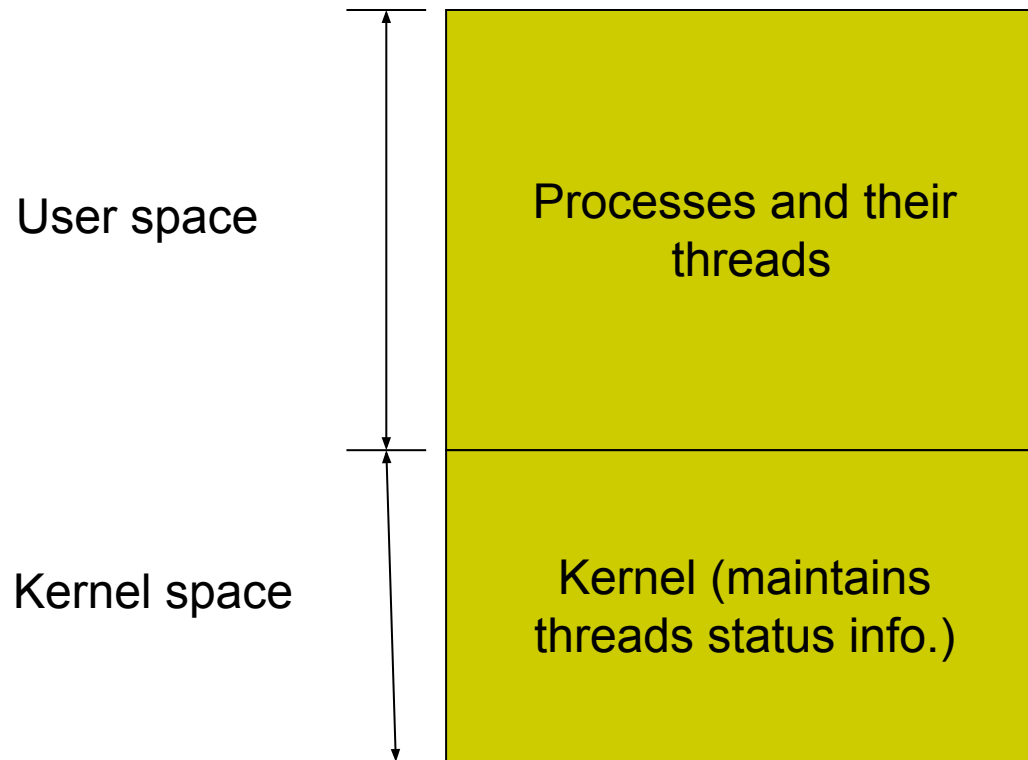 User space
Processes and their
threads
Kernel space
Kernel (maintains
threads status info.)